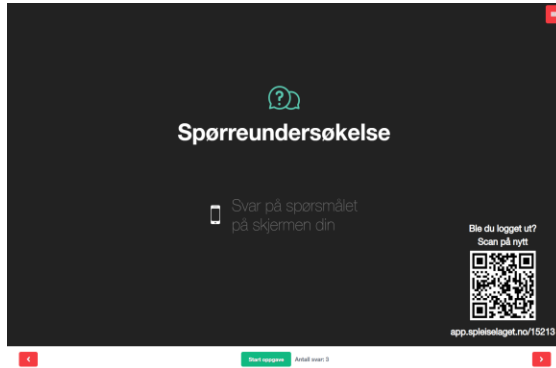 Spørreundersøkelse
Svar på spørsmålet
på skjermen din
Ble du logget ut?
Scan på nytt
app.spleiselaget.no/15213
Start oppgave
Antall svar: 3